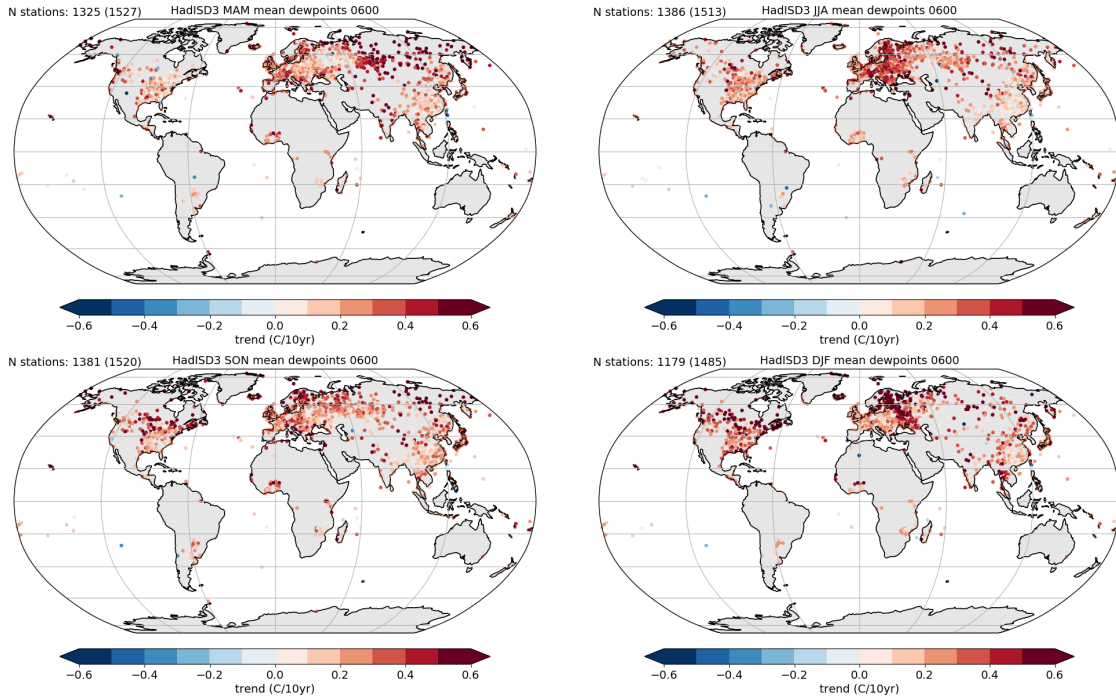 N stations: 1325 (1527)
HadISD3 MAM mean dewpoints 0600
−0.6 −0.4 −0.2 0.0 0.2 0.4 0.6
trend (C/10yr)
N stations: 1386 (1513)
HadISD3 JJA mean dewpoints 0600
−0.6 −0.4 −0.2 0.0 0.2 0.4 0.6
trend (C/10yr)
N stations: 1381 (1520)
HadISD3 SON mean dewpoints 0600
−0.6 −0.4 −0.2 0.0 0.2 0.4 0.6
trend (C/10yr)
N stations: 1179 (1485)
HadISD3 DJF mean dewpoints 0600
−0.6 −0.4 −0.2 0.0 0.2 0.4 0.6
trend (C/10yr)